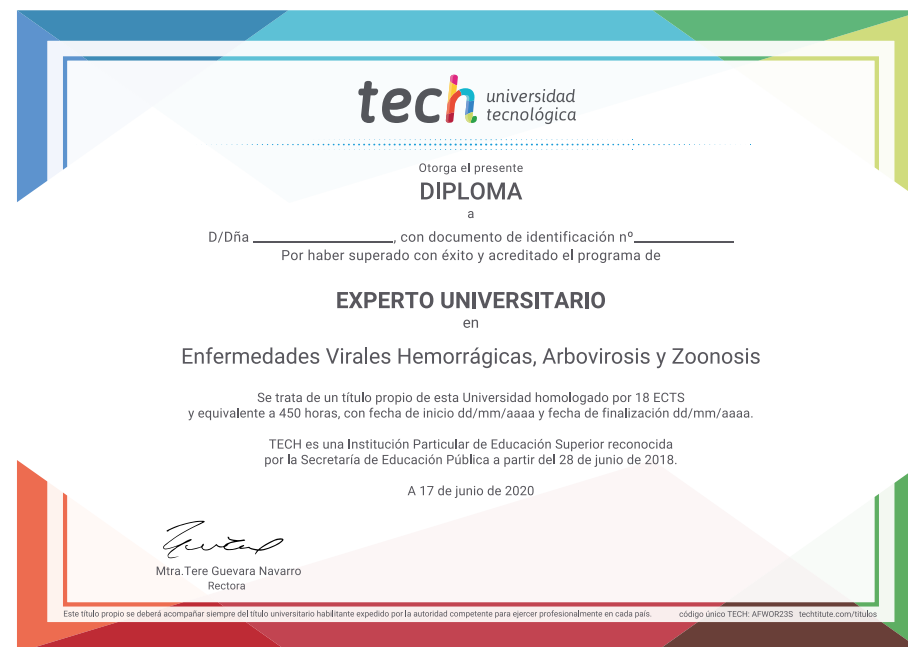 tech universidad
tecnológica
Otorga el presente
DIPLOMA
a
D/Dña ____________________, con documento de identificación nº______________
Por haber superado con éxito y acreditado el programa de
EXPERTO UNIVERSITARIO
en
Enfermedades Virales Hemorrágicas, Arbovirosis y Zoonosis
Se trata de un título propio de esta Universidad homologado por 18 ECTS
y equivalente a 450 horas, con fecha de inicio dd/mm/aaaa y fecha de finalización dd/mm/aaaa.
TECH es una Institución Particular de Educación Superior reconocida
por la Secretaría de Educación Pública a partir del 28 de junio de 2018.
A 17 de junio de 2020
Mtra.Tere Guevara Navarro
Rectora
Este título propio se deberá acompañar siempre del título universitario habilitante expedido por la autoridad competente para ejercer profesionalmente en cada país. código único TECH: AFWOR23S techtitute.com/títulos